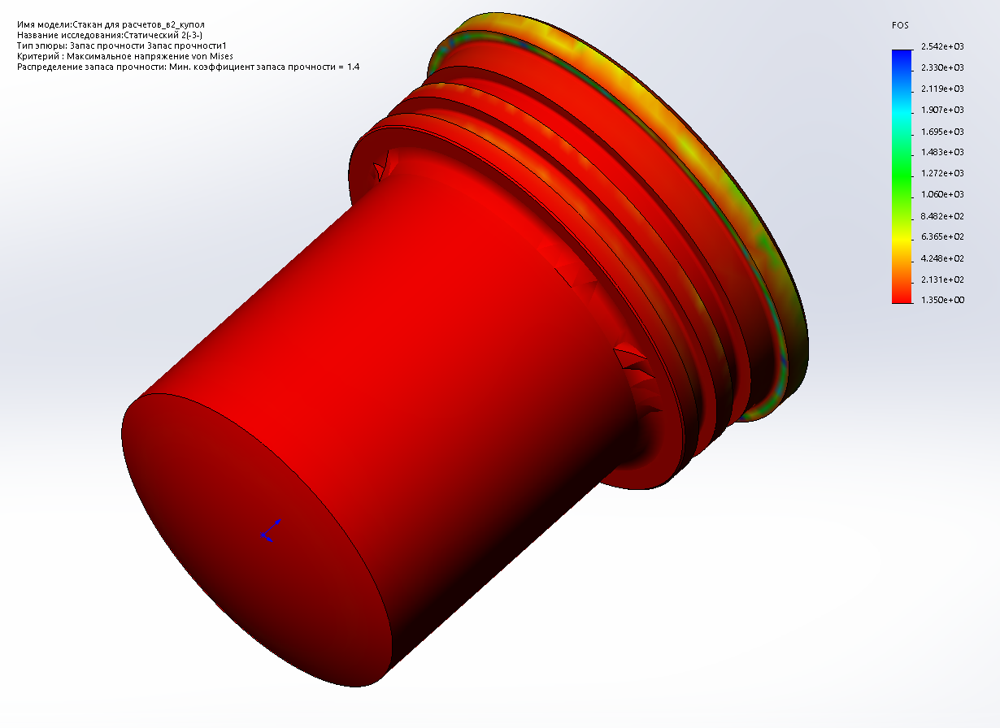 Имя модели:Стакан для расчетов_в2_купол
Название исследования:Статический 2(-3-)
Тип эпюры: Запас прочности Запас прочности1
Критерий : Максимальное напряжение von Mises
Распределение запаса прочности: Мин. коэффициент запаса прочности = 1.4
FOS
2.542e+03
2.330e+03
2.119e+03
1.907e+03
1.695e+03
1.483e+03
1.272e+03
1.060e+03
8.482e+02
6.365e+02
4.248e+02
2.131e+02
1.350e+00